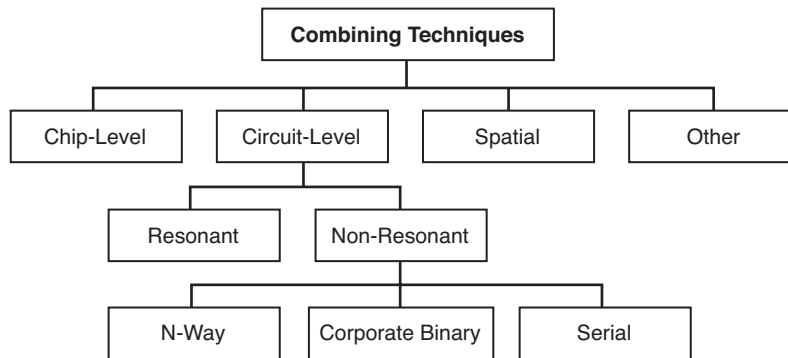 Combining Techniques
Chip-Level
Circuit-Level
Spatial
Other
Resonant
Non-Resonant
N-Way
Corporate Binary
Serial